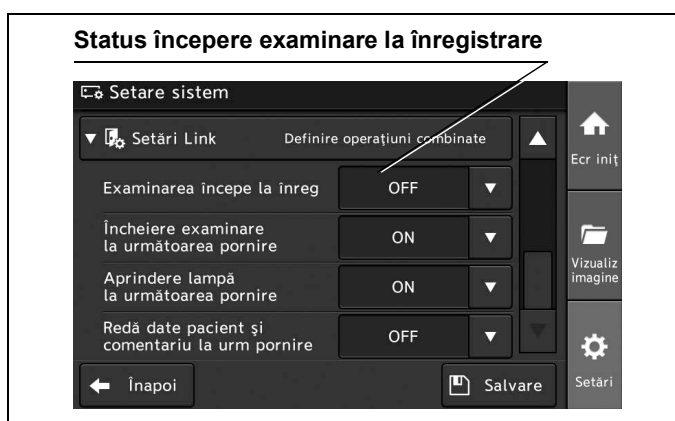 Status începere examinare la înregistrare
Setare sistem
Setări Link
Definire operațiuni combinate
Ecr iniț
Examinarea începe la înreg
OFF
Încheiere examinare
la următoarea pornire
ON
Vizualiz
imagine
Aprindere lampă
la următoarea pornire
ON
Redă date pacient și
comentariu la urm pornire
OFF
Înapoi
Salvare
Setări